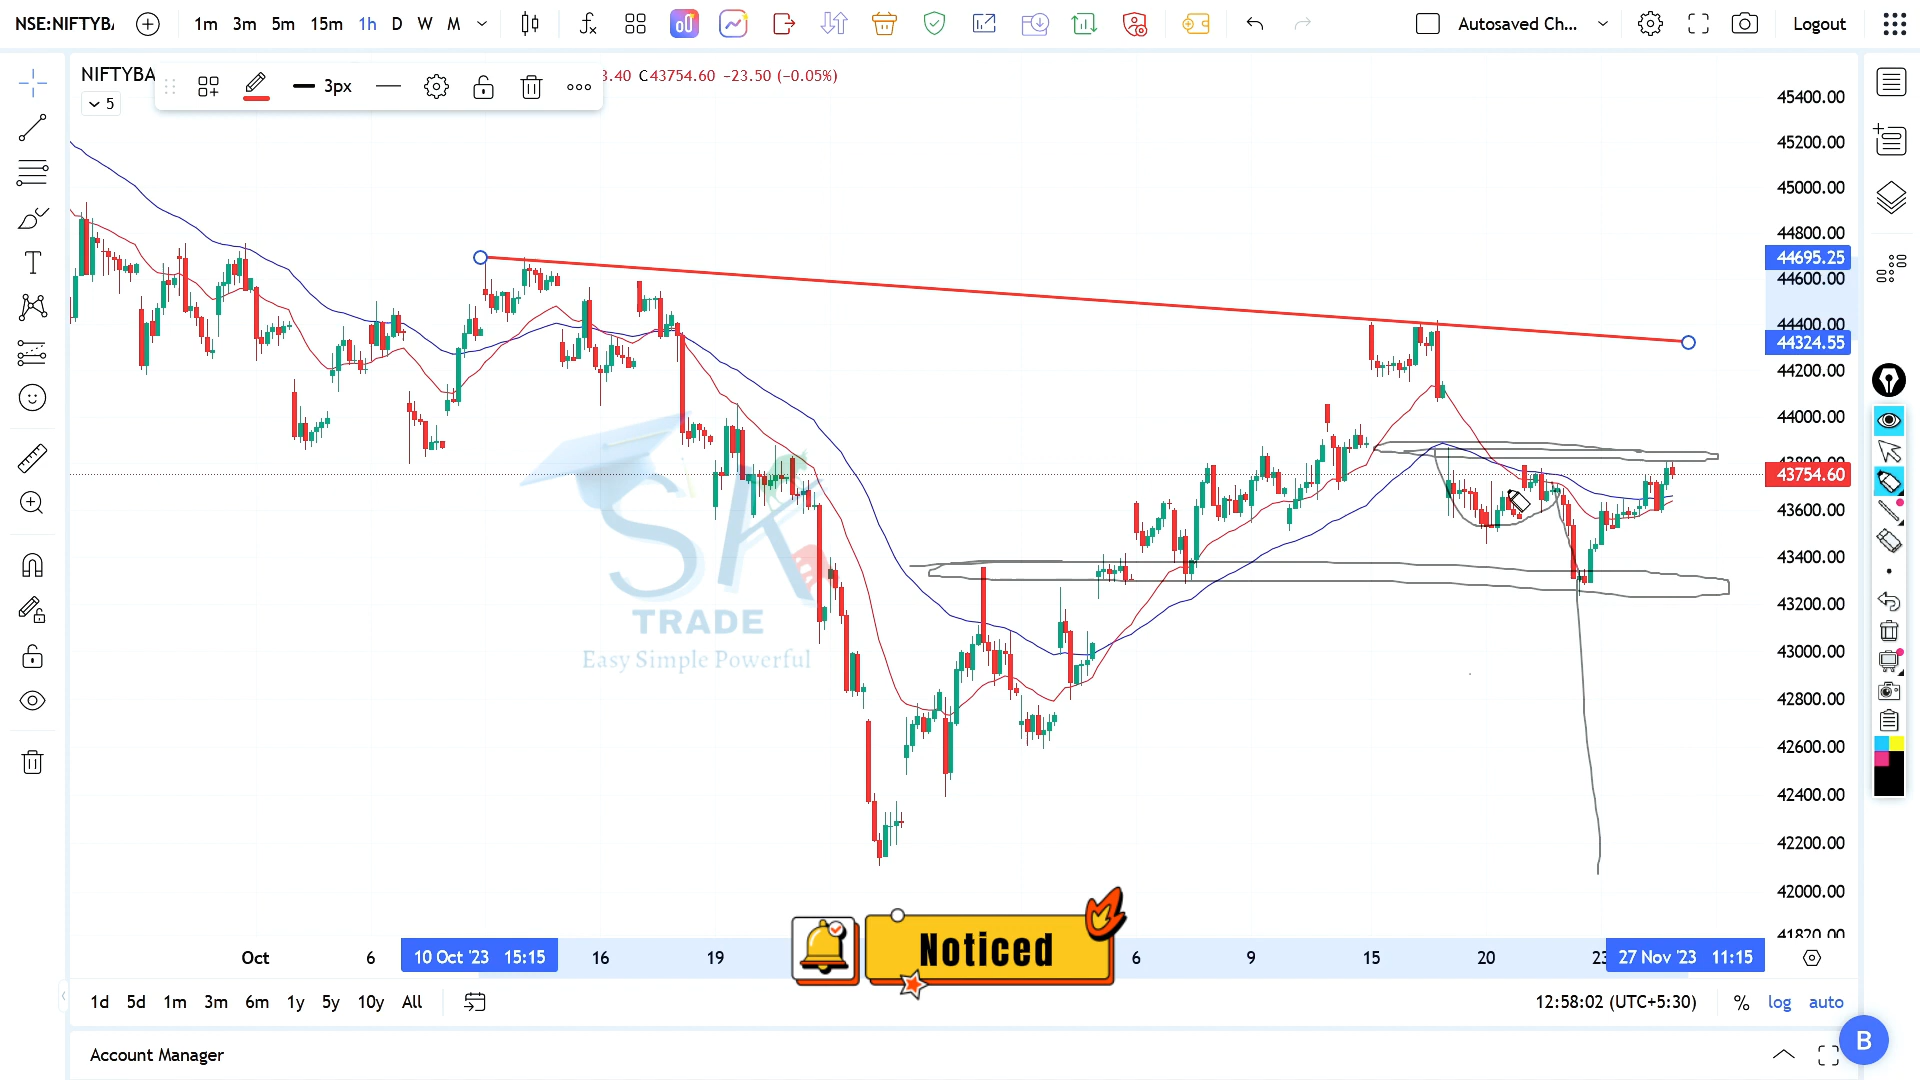 NSE:NIFTYBA 1m 3m 5m 15m 1h D W M Autosaved Ch... Logout
NIFTYBA 3px 3.40 C43754.60 −23.50 (−0.05%)
5
45400.00
45200.00
45000.00
44800.00
44695.25
44600.00
44400.00
44324.55
44200.00
44000.00
43800.00
43754.60
43600.00
43400.00
43200.00
43000.00
42800.00
42600.00
42400.00
42200.00
42000.00
41820.00
SK
TRADE
Easy Simple Powerful
Noticed
Oct 6 10 Oct '23 15:15 16 19 6 9 15 20 23 27 Nov '23 11:15
1d 5d 1m 3m 6m 1y 5y 10y All 12:58:02 (UTC+5:30) % log auto
Account Manager
B